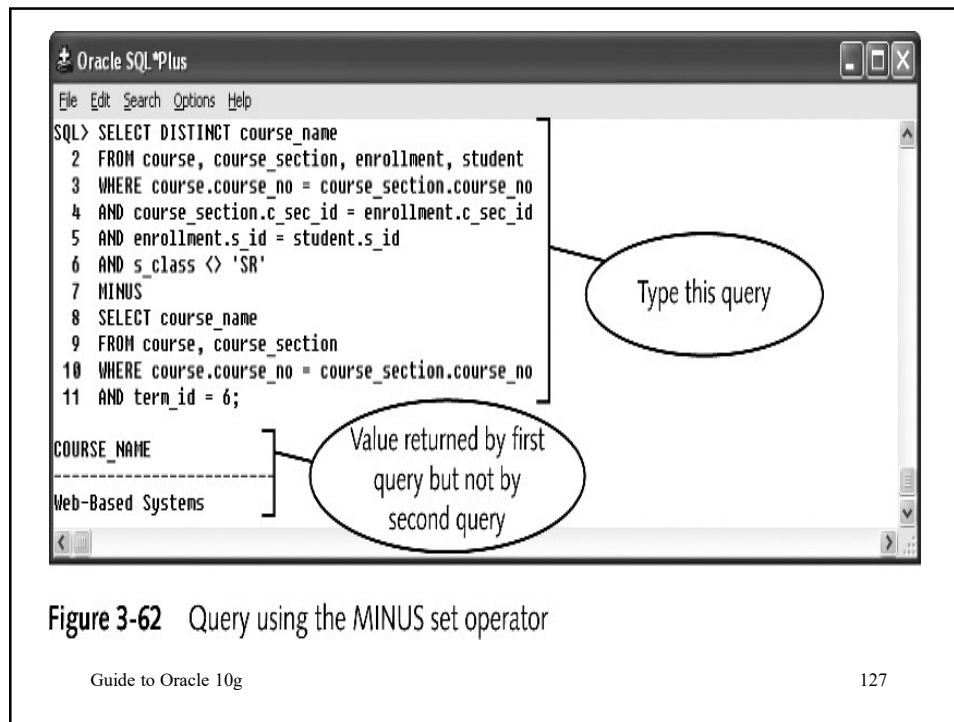 Oracle SQL*Plus
File Edit Search Options Help
SQL> SELECT DISTINCT course_name
2 FROM course, course_section, enrollment, student
3 WHERE course.course_no = course_section.course_no
4 AND course_section.c_sec_id = enrollment.c_sec_id
5 AND enrollment.s_id = student.s_id
6 AND s_class <> 'SR'
7 MINUS
8 SELECT course_name
9 FROM course, course_section
10 WHERE course.course_no = course_section.course_no
11 AND term_id = 6;
Type this query
COURSE_NAME
-------------------------
Web-Based Systems
Value returned by first
query but not by
second query
Figure 3-62 Query using the MINUS set operator
Guide to Oracle 10g 127